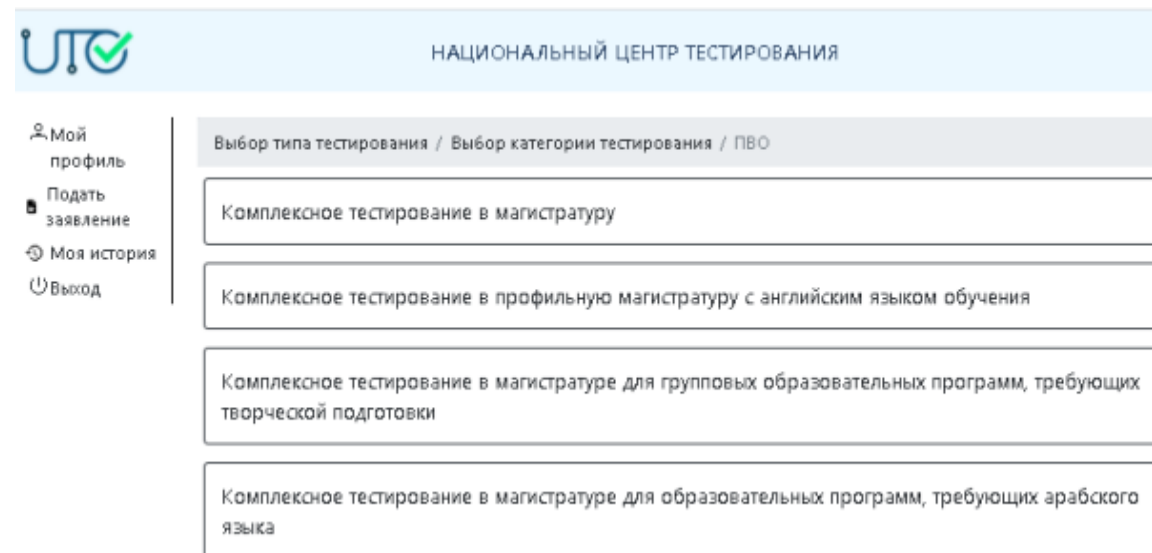 UTO
НАЦИОНАЛЬНЫЙ ЦЕНТР ТЕСТИРОВАНИЯ
Мой
профиль
Подать
заявление
Моя история
Выход
Выбор типа тестирования / Выбор категории тестирования / ПВО
Комплексное тестирование в магистратуру
Комплексное тестирование в профильную магистратуру с английским языком обучения
Комплексное тестирование в магистратуре для групповых образовательных программ, требующих
творческой подготовки
Комплексное тестирование в магистратуре для образовательных программ, требующих арабского
языка